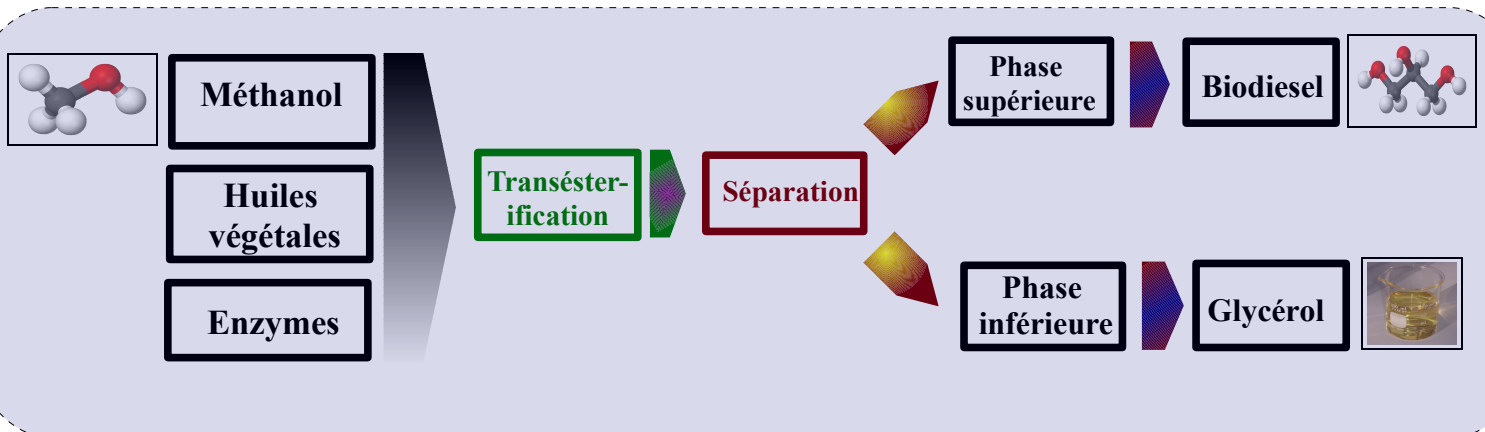 Méthanol
Huiles
végétales
Enzymes
Transéster-
ification
Séparation
Phase
supérieure
Biodiesel
Phase
inférieure
Glycérol